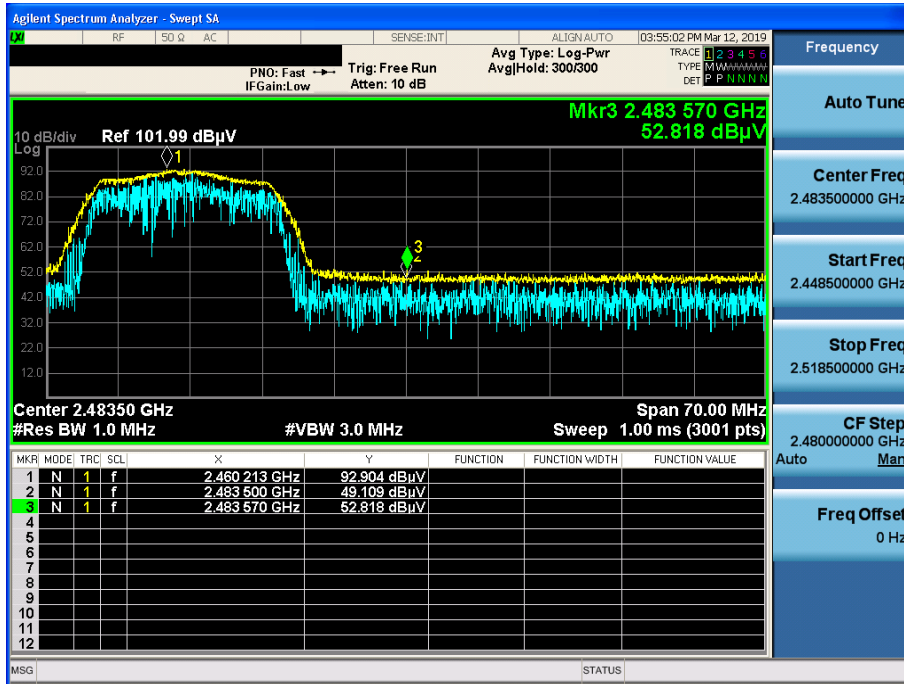 Agilent Spectrum Analyzer - Swept SA
LXI RF 50 Ω AC SENSE:INT ALIGN AUTO 03:55:02 PM Mar 12, 2019
PNO: Fast Trig: Free Run Avg Type: Log-Pwr TRACE 1 2 3 4 5 6
IFGain:Low Atten: 10 dB Avg|Hold: 300/300 TYPE M W W W W W
DET P P N N N N
Mkr3 2.483 570 GHz
52.818 dBµV
10 dB/div Ref 101.99 dBµV
Log
1
92.0
82.0
72.0
62.0
3
2
52.0
42.0
32.0
22.0
12.0
Center 2.48350 GHz Span 70.00 MHz
#Res BW 1.0 MHz #VBW 3.0 MHz Sweep 1.00 ms (3001 pts)
MKR MODE TRC SCL X Y FUNCTION FUNCTION WIDTH FUNCTION VALUE
1 N 1 f 2.460 213 GHz 92.904 dBµV
2 N 1 f 2.483 500 GHz 49.109 dBµV
3 N 1 f 2.483 570 GHz 52.818 dBµV
4
5
6
7
8
9
10
11
12
MSG STATUS
Frequency
Auto Tune
Center Freq
2.483500000 GHz
Start Freq
2.448500000 GHz
Stop Freq
2.518500000 GHz
CF Step
2.480000000 GHz
Auto Man
Freq Offset
0 Hz